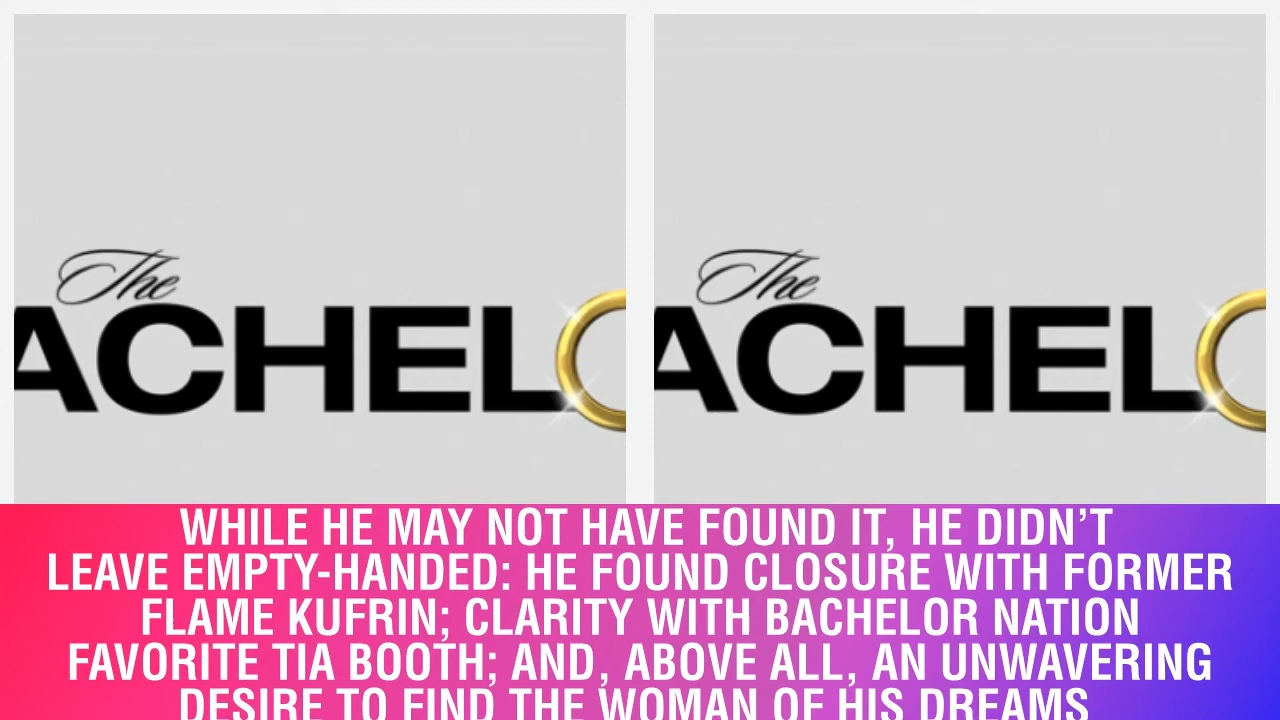 The
ACHELO
The
ACHELO
WHILE HE MAY NOT HAVE FOUND IT, HE DIDN’T
LEAVE EMPTY-HANDED: HE FOUND CLOSURE WITH FORMER
FLAME KUFRIN; CLARITY WITH BACHELOR NATION
FAVORITE TIA BOOTH; AND, ABOVE ALL, AN UNWAVERING
DESIRE TO FIND THE WOMAN OF HIS DREAMS